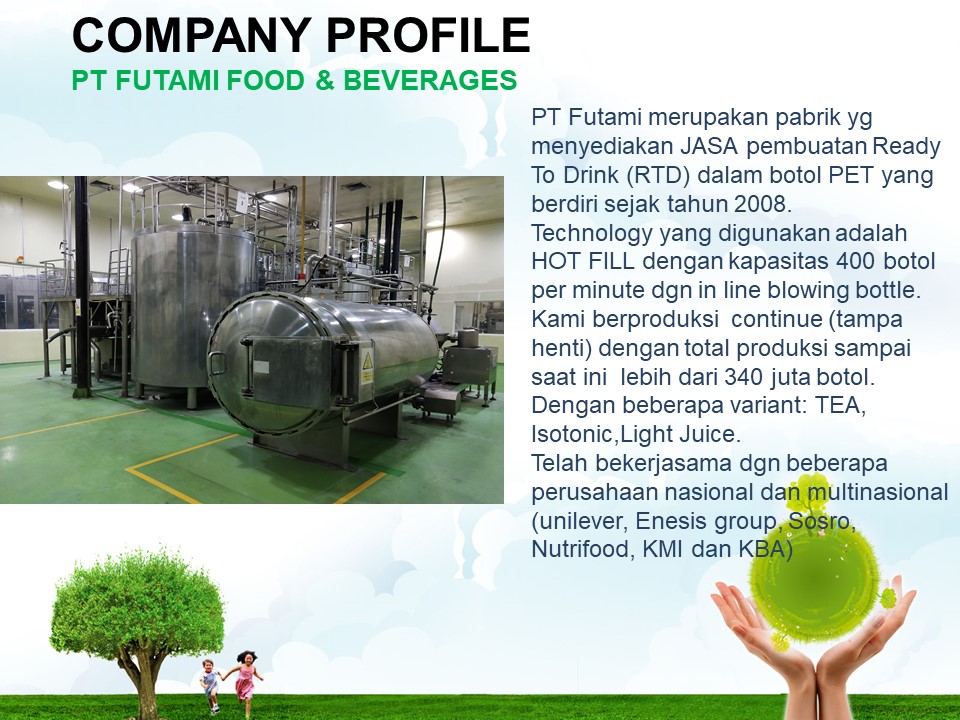 COMPANY PROFILE
PT FUTAMI FOOD & BEVERAGES
PT Futami merupakan pabrik yg
menyediakan JASA pembuatan Ready
To Drink (RTD) dalam botol PET yang
berdiri sejak tahun 2008.
Technology yang digunakan adalah
HOT FILL dengan kapasitas 400 botol
per minute dgn in line blowing bottle.
Kami berproduksi continue (tampa
henti) dengan total produksi sampai
saat ini lebih dari 340 juta botol.
Dengan beberapa variant: TEA,
Isotonic,Light Juice.
Telah bekerjasama dgn beberapa
perusahaan nasional dan multinasional
(unilever, Enesis group, Sosro,
Nutrifood, KMI dan KBA)